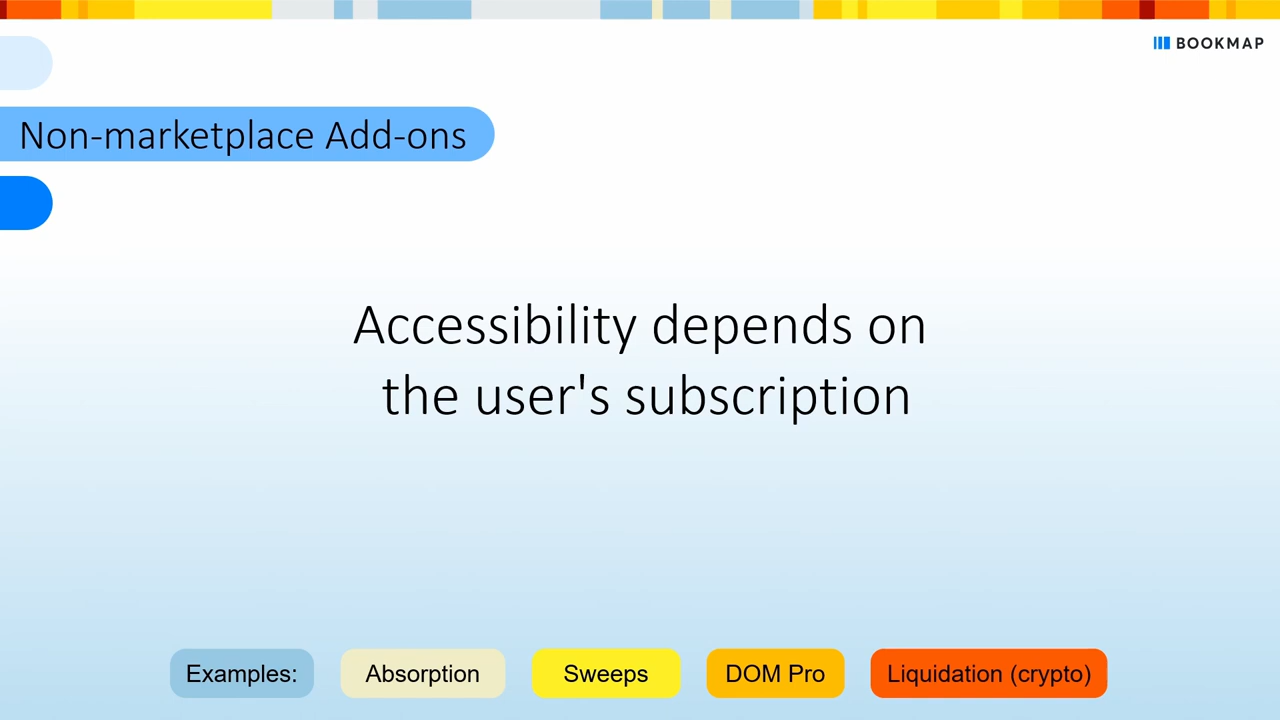 BOOKMAP
Non-marketplace Add-ons
Accessibility depends on
the user's subscription
Examples:
Absorption
Sweeps
DOM Pro
Liquidation (crypto)